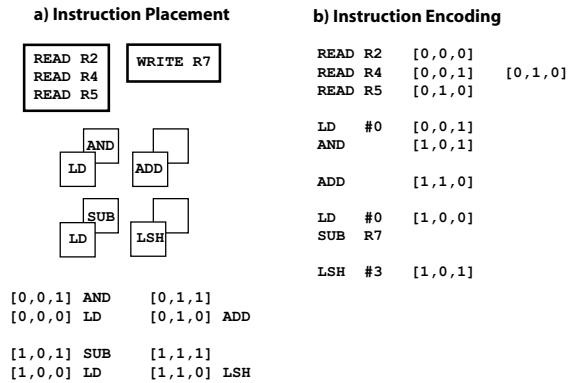 a) Instruction Placement
READ R2
READ R4
READ R5
WRITE R7
AND
LD
ADD
SUB
LD
LSH
[0,0,1] AND [0,1,1]
[0,0,0] LD [0,1,0] ADD
[1,0,1] SUB [1,1,1]
[1,0,0] LD [1,1,0] LSH
b) Instruction Encoding
READ R2 [0,0,0]
READ R4 [0,0,1] [0,1,0]
READ R5 [0,1,0]
LD #0 [0,0,1]
AND [1,0,1]
ADD [1,1,0]
LD #0 [1,0,0]
SUB R7
LSH #3 [1,0,1]